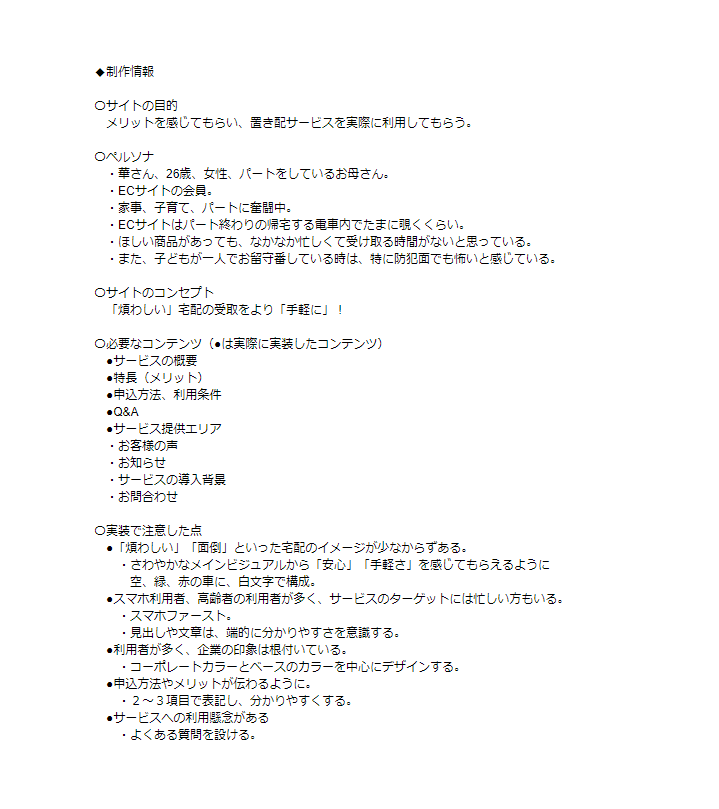 ◆制作情報
〇サイトの目的
メリットを感じてもらい、置き配サービスを実際に利用してもらう。
〇ペルソナ
・華さん、26歳、女性、パートをしているお母さん。
・ECサイトの会員。
・家事、子育て、パートに奮闘中。
・ECサイトはパート終わりの帰宅する電車内でたまに覗くくらい。
・ほしい商品があっても、なかなか忙しくて受け取る時間がないと思っている。
・また、子どもが一人でお留守番している時は、特に防犯面でも怖いと感じている。
〇サイトのコンセプト
「煩わしい」宅配の受取をより「手軽に」！
〇必要なコンテンツ（●は実際に実装したコンテンツ）
●サービスの概要
●特長（メリット）
●申込方法、利用条件
●Q&A
●サービス提供エリア
・お客様の声
・お知らせ
・サービスの導入背景
・お問合わせ
〇実装で注意した点
●「煩わしい」「面倒」といった宅配のイメージが少なからずある。
・さわやかなメインビジュアルから「安心」「手軽さ」を感じてもらえるように
空、緑、赤の車に、白文字で構成。
●スマホ利用者、高齢者の利用者が多く、サービスのターゲットには忙しい方もいる。
・スマホファースト。
・見出しや文章は、端的に分かりやすさを意識する。
●利用者が多く、企業の印象は根付いている。
・コーポレートカラーとベースのカラーを中心にデザインする。
●申込方法やメリットが伝わるように。
・２～３項目で表記し、分かりやすくする。
●サービスへの利用懸念がある
・よくある質問を設ける。